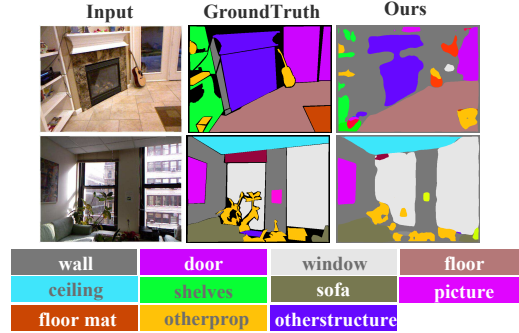 Input GroundTruth Ours
wall door window floor
ceiling shelves sofa picture
floor mat otherprop otherstructure